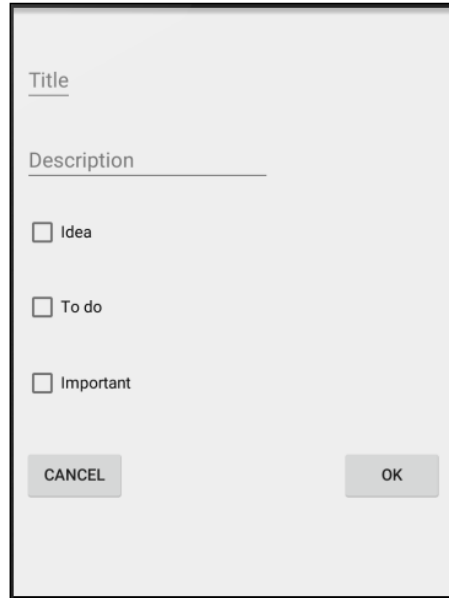 Title
Description
Idea
To do
Important
CANCEL OK